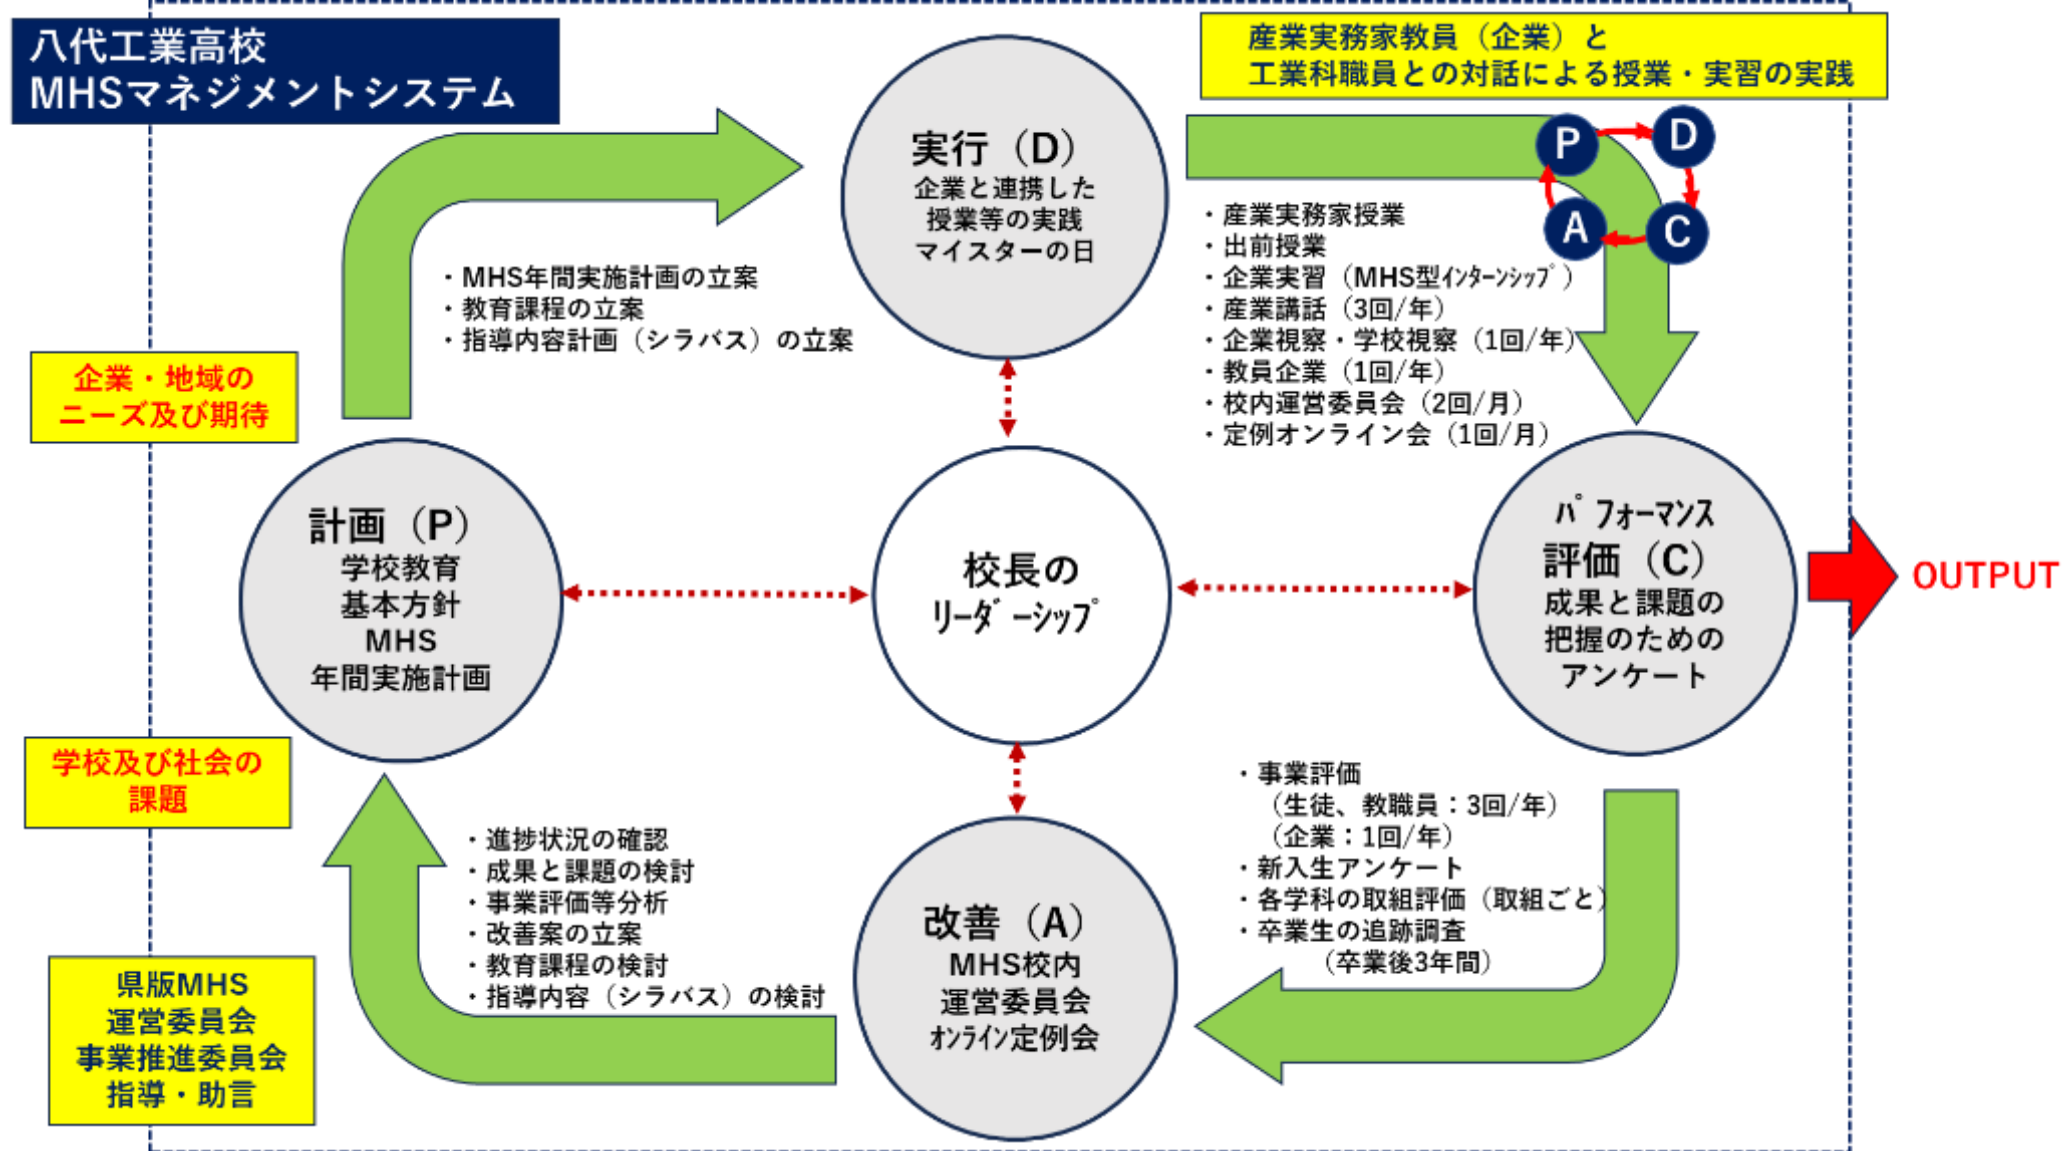 八代工業高校
MHSマネジメントシステム
産業実務家教員（企業）と
工業科職員との対話による授業・実習の実践
実行（D）
企業と連携した
授業等の実践
マイスターの日
P
D
A
C
・産業実務家授業
・出前授業
・企業実習（MHS型ｲﾝﾀｰﾝｼｯﾌﾟ）
・産業講話（3回/年）
・企業視察・学校視察（1回/年）
・教員企業（1回/年）
・校内運営委員会（2回/月）
・定例オンライン会（1回/月）
・MHS年間実施計画の立案
・教育課程の立案
・指導内容計画（シラバス）の立案
企業・地域の
ニーズ及び期待
計画（P）
学校教育
基本方針
MHS
年間実施計画
校長の
ﾘｰﾀﾞｰｼｯﾌﾟ
ﾊﾟﾌｫｰﾏﾝｽ
評価（C）
成果と課題の
把握のための
アンケート
OUTPUT
学校及び社会の
課題
・進捗状況の確認
・成果と課題の検討
・事業評価等分析
・改善案の立案
・教育課程の検討
・指導内容（シラバス）の検討
改善（A）
MHS校内
運営委員会
ｵﾝﾗｲﾝ定例会
・事業評価
（生徒、教職員：3回/年）
（企業：1回/年）
・新入生アンケート
・各学科の取組評価（取組ごと）
・卒業生の追跡調査
（卒業後3年間）
県版MHS
運営委員会
事業推進委員会
指導・助言